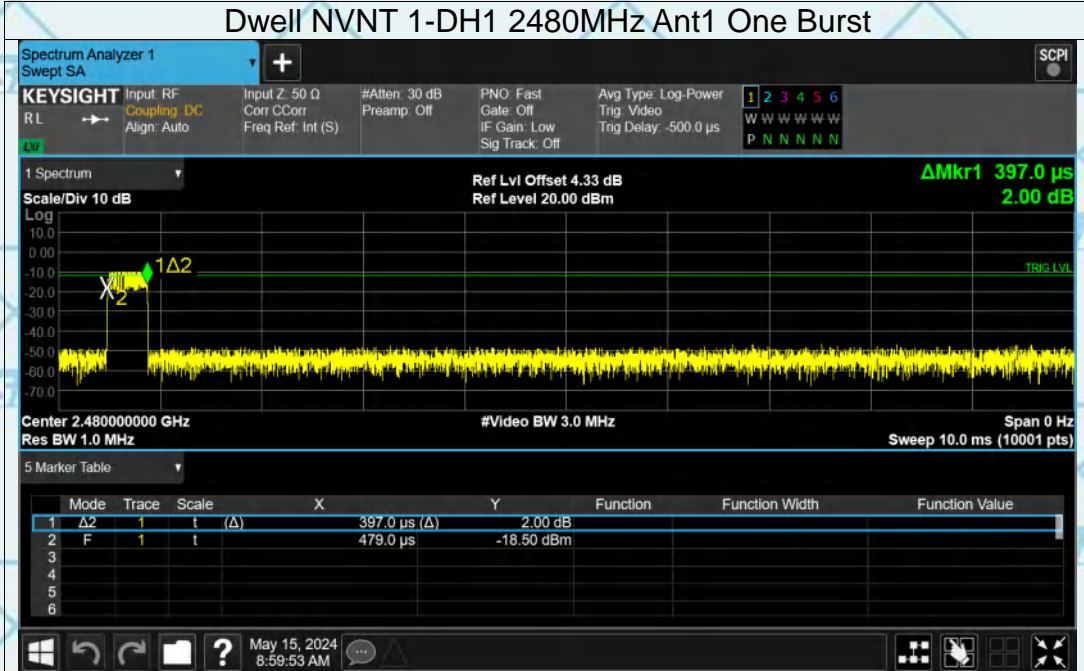 Dwell NVNT 1-DH1 2480MHz Ant1 One Burst
Spectrum Analyzer 1
Swept SA
+
SCPI
KEYSIGHT Input: RF Input Z: 50 Ω #Atten: 30 dB PNO: Fast Avg Type: Log-Power 1 2 3 4 5 6
RL Coupling: DC Corr CCorr Preamp: Off Gate: Off Trig: Video W W W W W W
Align: Auto Freq Ref: Int (S) IF Gain: Low Trig Delay: -500.0 µs P N N N N N
LNI Sig Track: Off
1 Spectrum Ref Lvl Offset 4.33 dB ΔMkr1 397.0 µs
Scale/Div 10 dB Ref Level 20.00 dBm 2.00 dB
Log
10.0
0.00
-10.0 1Δ2 TRIG LVL
-20.0 X2
-30.0
-40.0
-50.0
-60.0
-70.0
Center 2.480000000 GHz #Video BW 3.0 MHz Span 0 Hz
Res BW 1.0 MHz Sweep 10.0 ms (10001 pts)
5 Marker Table
Mode Trace Scale X Y Function Function Width Function Value
1 Δ2 1 t (Δ) 397.0 µs (Δ) 2.00 dB
2 F 1 t 479.0 µs -18.50 dBm
3
4
5
6
? May 15, 2024
8:59:53 AM